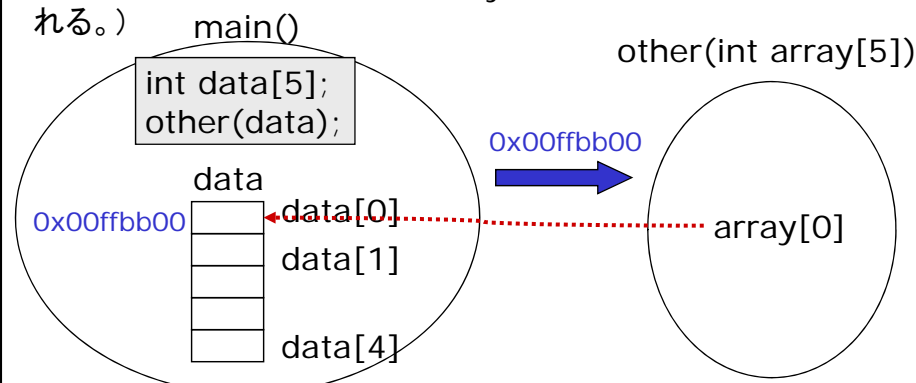 れる。)
main()
other(int array[5])
int data[5];
other(data);
0x00ffbb00
data
0x00ffbb00
data[0]
array[0]
data[1]
data[4]